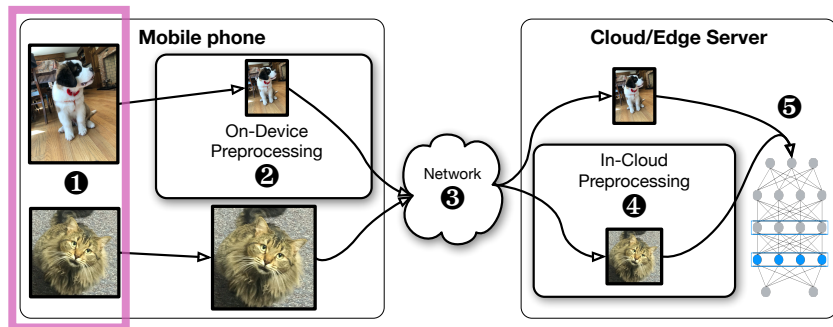 Mobile phone
Cloud/Edge Server
On-Device
Preprocessing
❷
❶
Network
❸
In-Cloud
Preprocessing
❹
❺